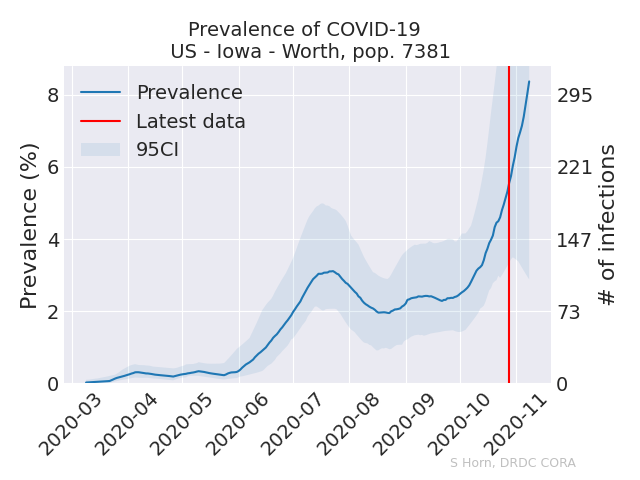 Prevalence of COVID-19
US - Iowa - Worth, pop. 7381
Prevalence (%)
8
6
4
2
0
Prevalence
Latest data
95CI
295
221
147
73
0
# of infections
2020-03
2020-04
2020-05
2020-06
2020-07
2020-08
2020-09
2020-10
2020-11
S Horn, DRDC CORA